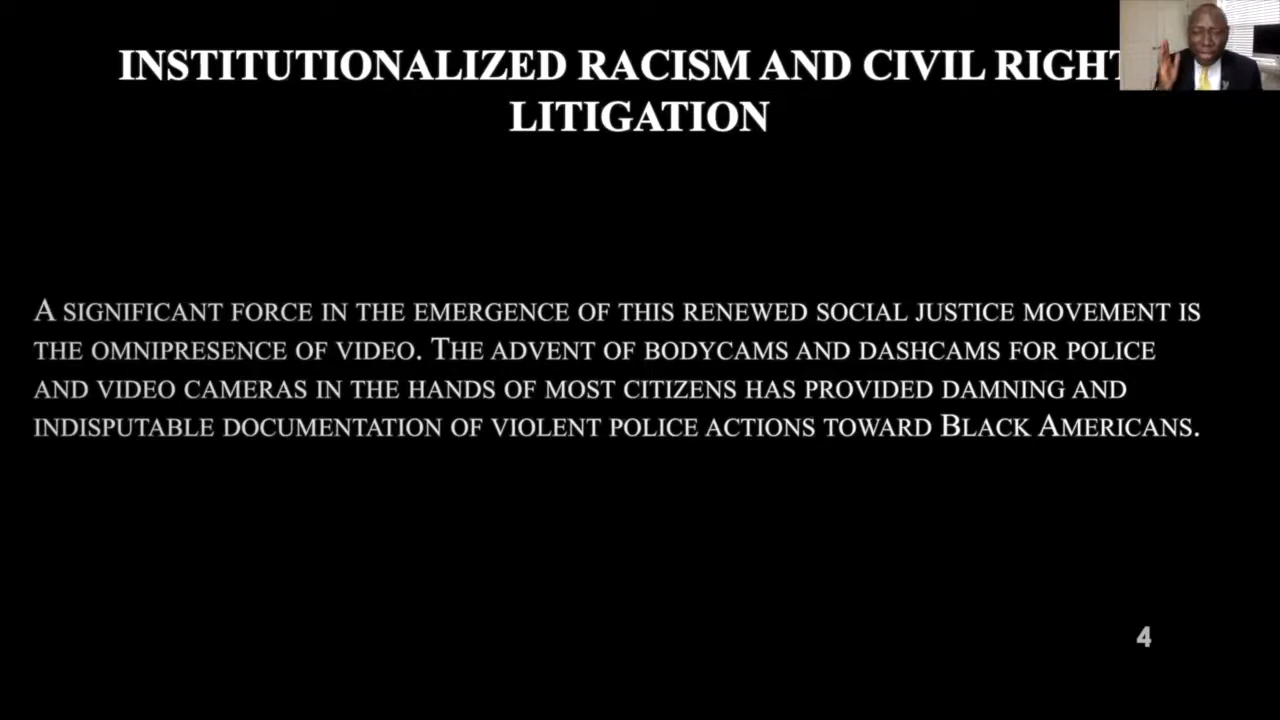 INSTITUTIONALIZED RACISM AND CIVIL RIGHT
LITIGATION
A SIGNIFICANT FORCE IN THE EMERGENCE OF THIS RENEWED SOCIAL JUSTICE MOVEMENT IS
THE OMNIPRESENCE OF VIDEO. THE ADVENT OF BODYCAMS AND DASHCAMS FOR POLICE
AND VIDEO CAMERAS IN THE HANDS OF MOST CITIZENS HAS PROVIDED DAMNING AND
INDISPUTABLE DOCUMENTATION OF VIOLENT POLICE ACTIONS TOWARD BLACK AMERICANS.
4